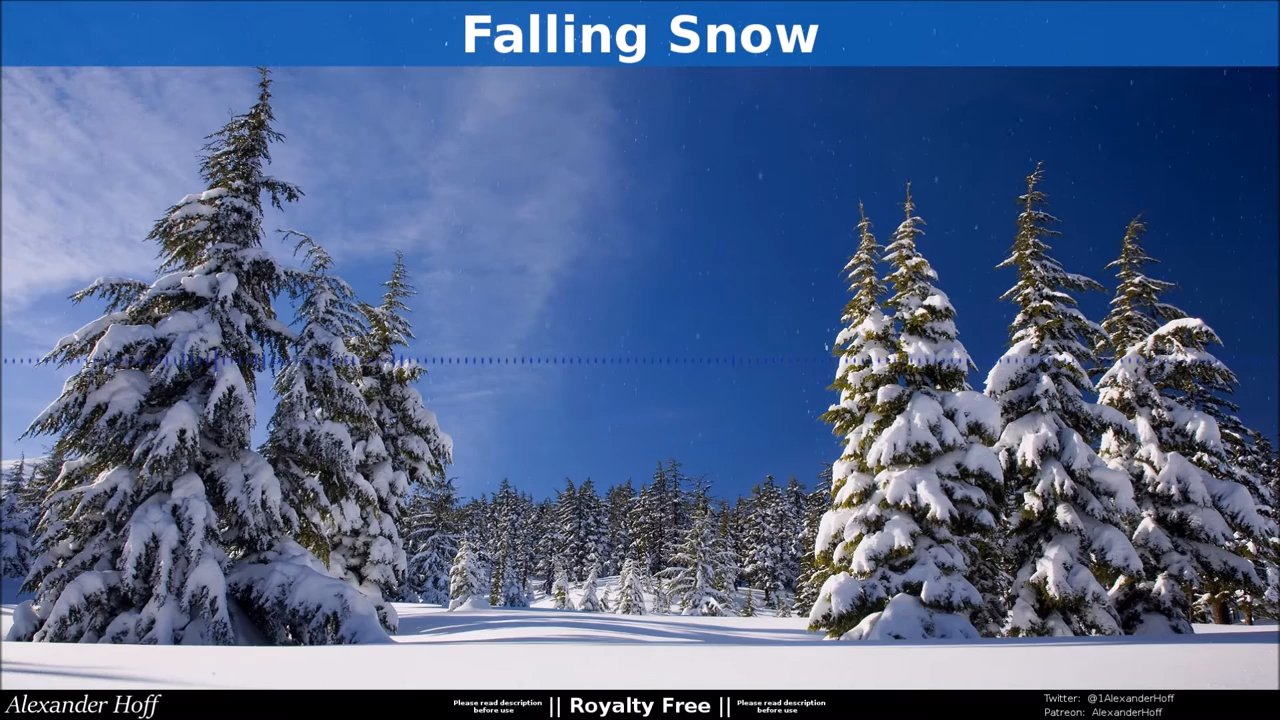 Falling Snow
Alexander Hoff
Please read description
before use
|| Royalty Free ||
Please read description
before use
Twitter: @1AlexanderHoff
Patreon: AlexanderHoff